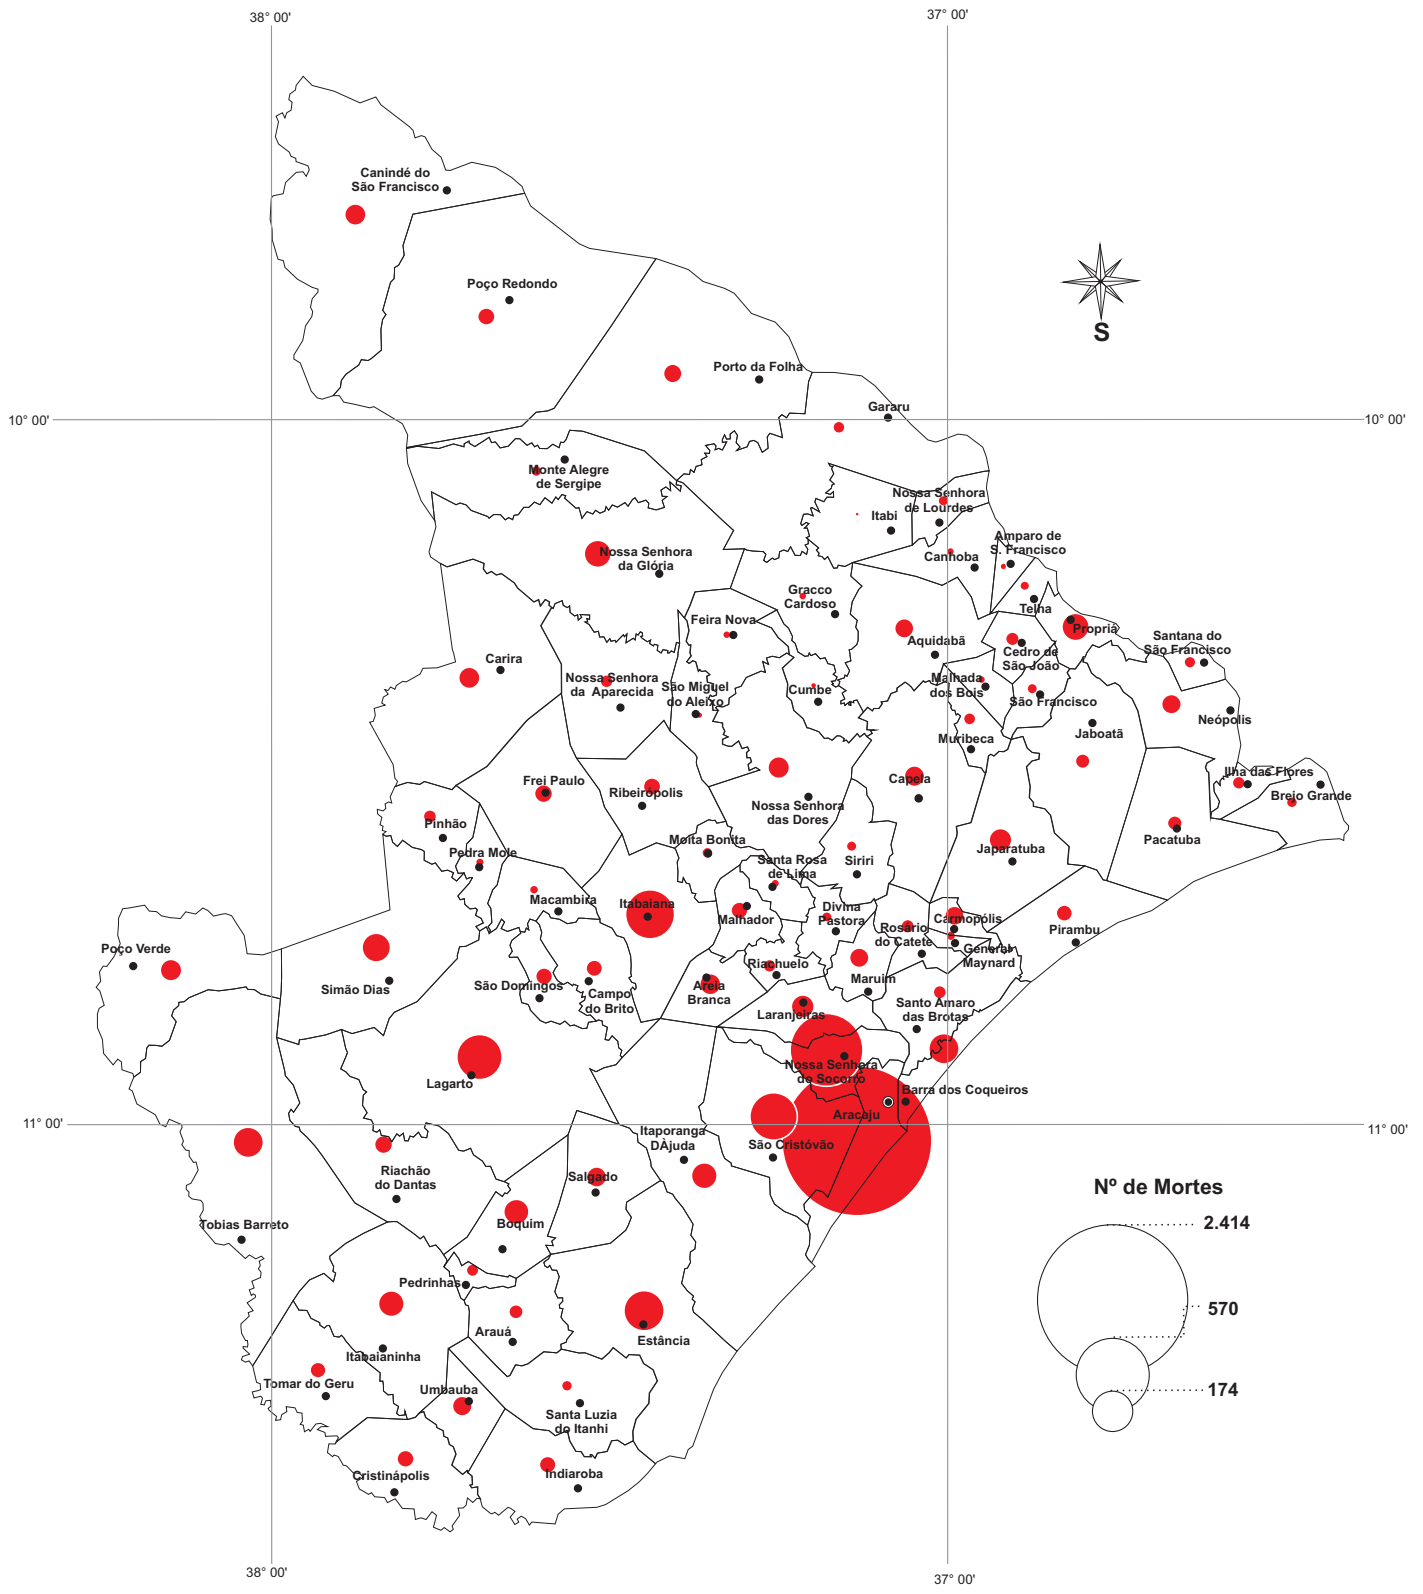 38° 00'
37° 00'
Canindé do
São Francisco
Poço Redondo
S
Porto da Folha
Gararu
10° 00'
10° 00'
Monte Alegre
de Sergipe
Nossa Senhora
de Lourdes
Itabi
Amparo de
S. Francisco
Nossa Senhora
da Glória
Canhoba
Gracco
Cardoso
Telha
Feira Nova
Propriá
Aquidabã
Santana do
São Francisco
Cedro de
São João
Carira
Nossa Senhora
da Aparecida
São Miguel
do Aleixo
Cumbe
Malhada
dos Bois
São Francisco
Neópolis
Jaboatã
Muribeca
Frei Paulo
Ribeirópolis
Capela
Ilha das Flores
Brejo Grande
Nossa Senhora
das Dores
Pinhão
Moita Bonita
Pacatuba
Pedra Mole
Santa Rosa
de Lima
Siriri
Japaratuba
Macambira
Itabaiana
Malhador
Divina
Pastora
Carmopólis
Rosario
do Catete
Pirambu
Poço Verde
General
Maynard
Simão Dias
São Domingos
Campo
do Brito
Areia
Branca
Riachuelo
Maruim
Santo Amaro
das Brotas
Laranjeiras
Lagarto
Nossa Senhora
do Socorro
Barra dos Coqueiros
Aracaju
11° 00'
11° 00'
Itaporanga
DÀjuda
São Cristóvão
Riachão
do Dantas
Salgado
Nº de Mortes
Tobias Barreto
Boquim
2.414
Pedrinhas
570
Arauá
Estância
Itabaianinha
Tomar do Geru
Umbauba
174
Santa Luzia
do Itanhi
Cristinápolis
Indiaroba
38° 00'
37° 00'